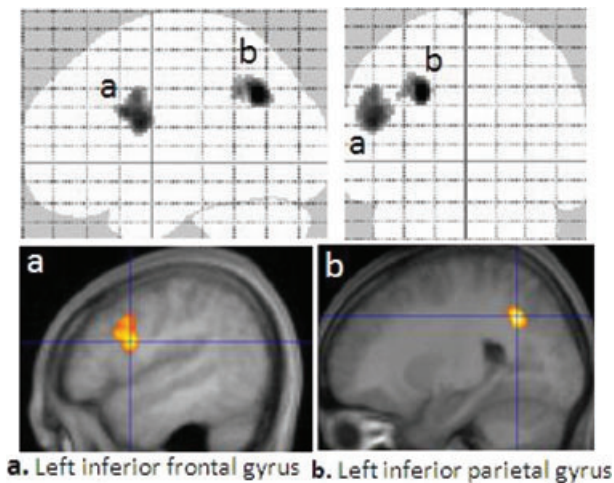 b
a
b
a
a
b
a. Left inferior frontal gyrus b. Left inferior parietal gyrus